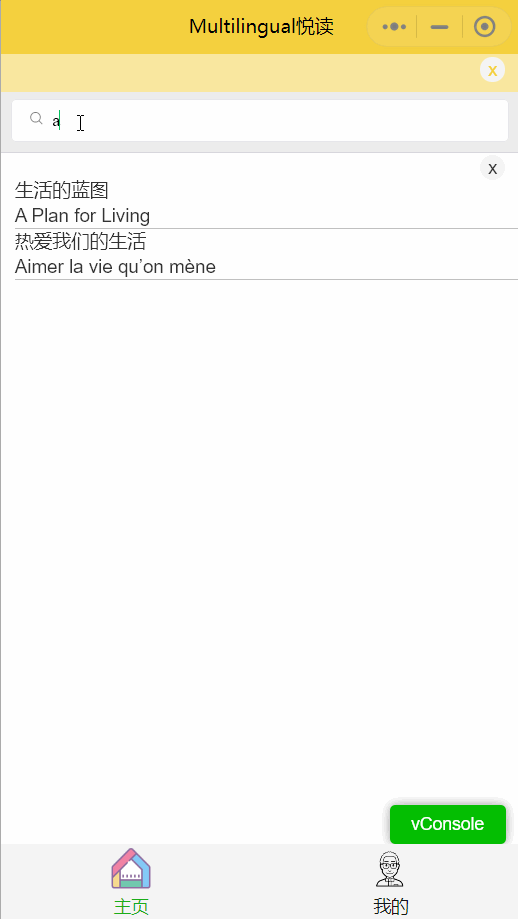 Multilingual悦读
x
a
x
生活的蓝图
A Plan for Living
热爱我们的生活
Aimer la vie qu'on mène
vConsole
主页
我的